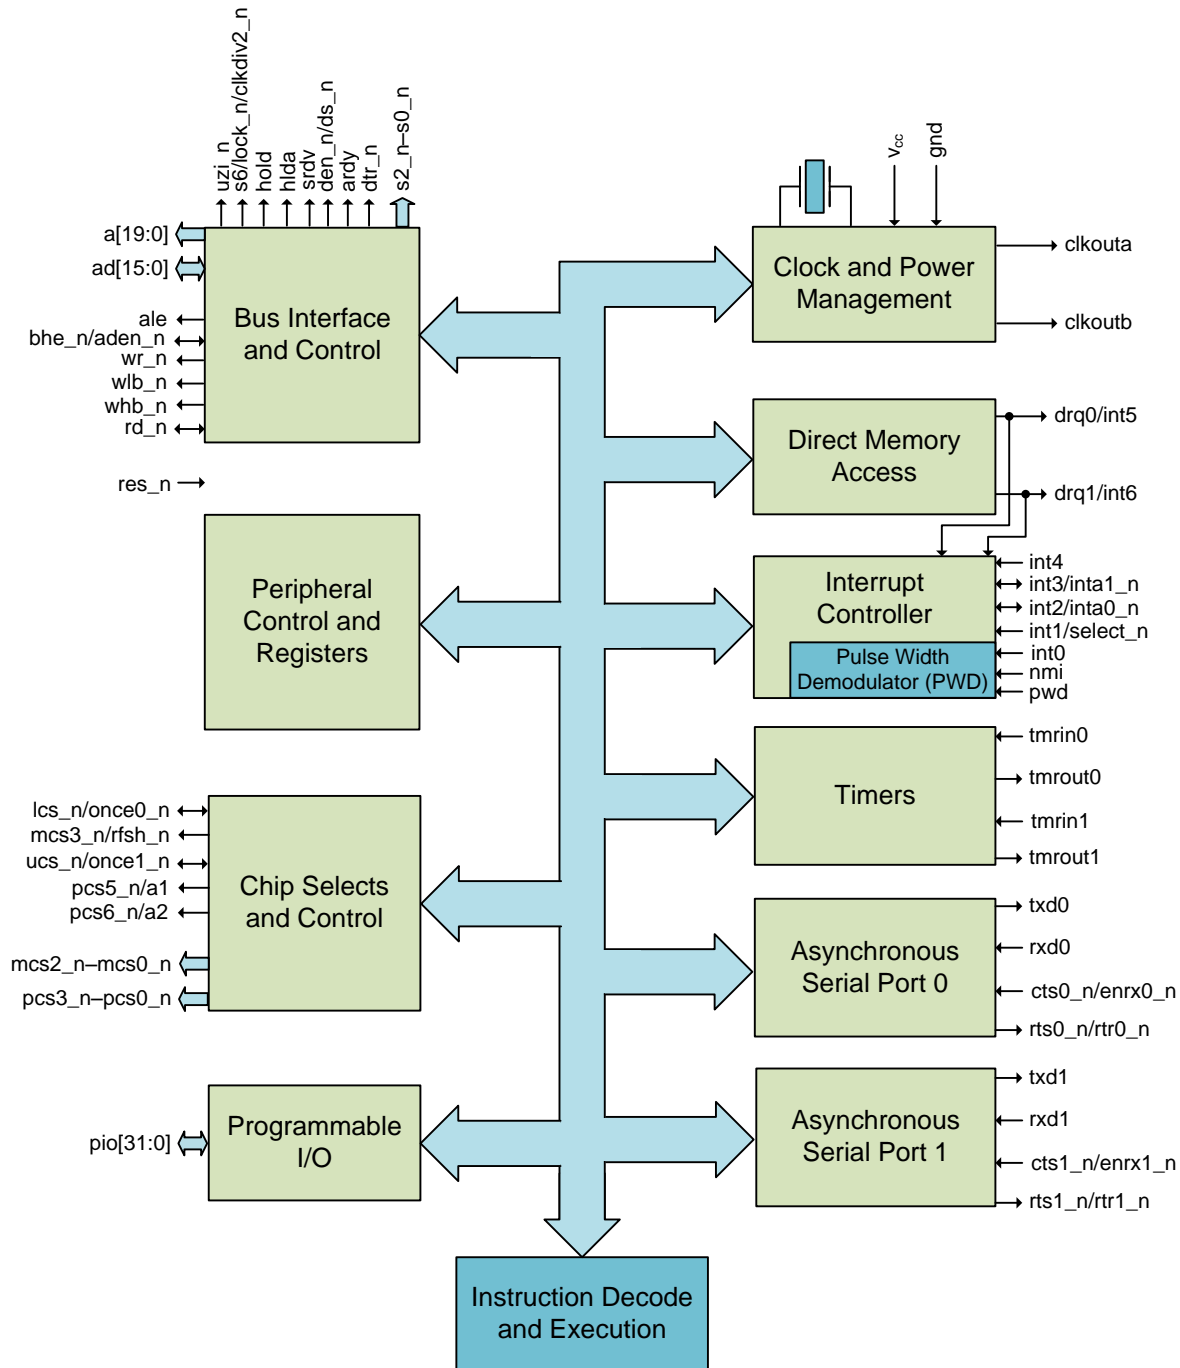 uzi_n
s6/lock_n/clkdiv2_n
hold
hlda
srdv
den_n/ds_n
ardy
dtr_n
s2_n–s0_n
a[19:0]
ad[15:0]
ale
bhe_n/aden_n
wr_n
wlb_n
whb_n
rd_n
Bus Interface
and Control
res_n
Peripheral
Control and
Registers
lcs_n/once0_n
mcs3_n/rfsh_n
ucs_n/once1_n
pcs5_n/a1
pcs6_n/a2
mcs2_n–mcs0_n
pcs3_n–pcs0_n
Chip Selects
and Control
pio[31:0]
Programmable
I/O
vcc
gnd
Clock and Power
Management
clkouta
clkoutb
Direct Memory
Access
drq0/int5
drq1/int6
Interrupt
Controller
Pulse Width
Demodulator (PWD)
int4
int3/inta1_n
int2/inta0_n
int1/select_n
int0
nmi
pwd
Timers
tmrin0
tmrout0
tmrin1
tmrout1
Asynchronous
Serial Port 0
txd0
rxd0
cts0_n/enrx0_n
rts0_n/rtr0_n
Asynchronous
Serial Port 1
txd1
rxd1
cts1_n/enrx1_n
rts1_n/rtr1_n
Instruction Decode
and Execution